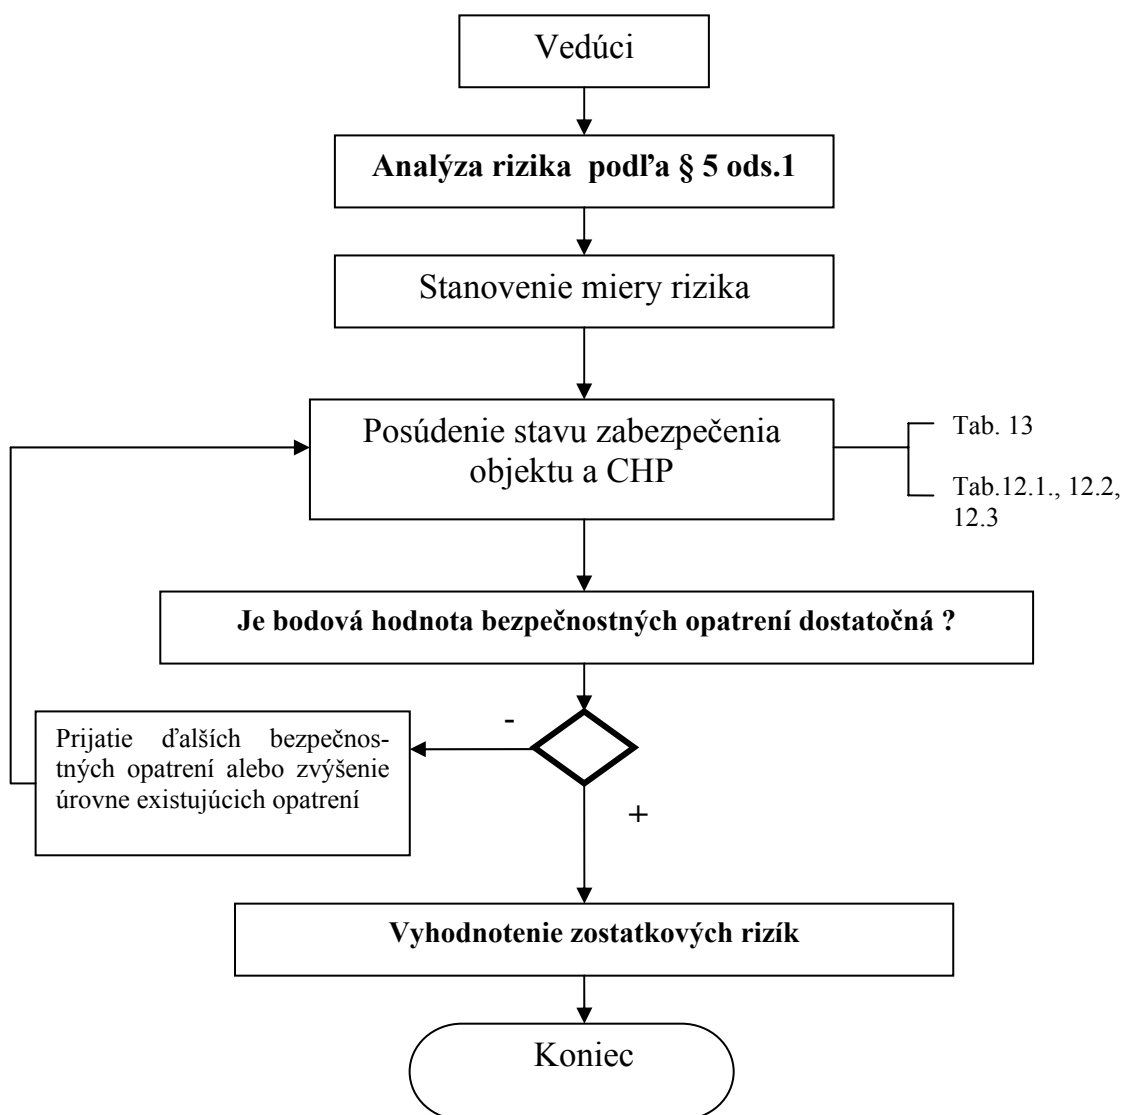 Vedúci
Analýza rizika podľa § 5 ods.1
Stanovenie miery rizika
Posúdenie stavu zabezpečenia
objektu a CHP
Tab. 13
Tab.12.1., 12.2,
12.3
Je bodová hodnota bezpečnostných opatrení dostatočná ?
-
Prijatie ďalších bezpečnos-
tných opatrení alebo zvýšenie
úrovne existujúcich opatrení
+
Vyhodnotenie zostatkových rizík
Koniec